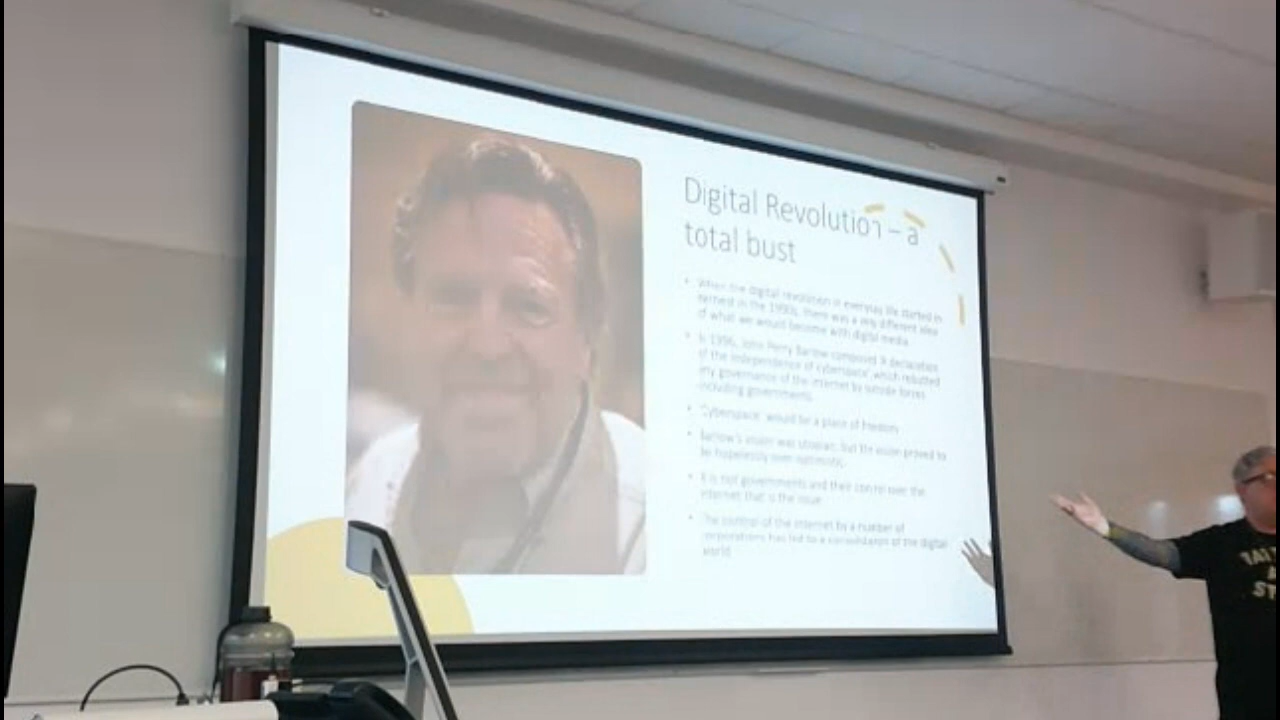 Digital Revolution – a
total bust
• When the digital revolution in everyday life started in
earnest in the 1990s, there was a very different idea
of what we would become with digital media.
• In 1996, John Perry Barlow composed 'A declaration
of the independence of cyberspace', which rebutted
any governance of the internet by outside forces
including governments.
• 'Cyberspace' would be a place of freedom
• Barlow's vision was utopian, but the vision proved to
be hopelessly over optimistic.
• It is not governments and their control over the
internet that is the issue
• The control of the internet by a number of
corporations has led to a consolidation of the digital
world